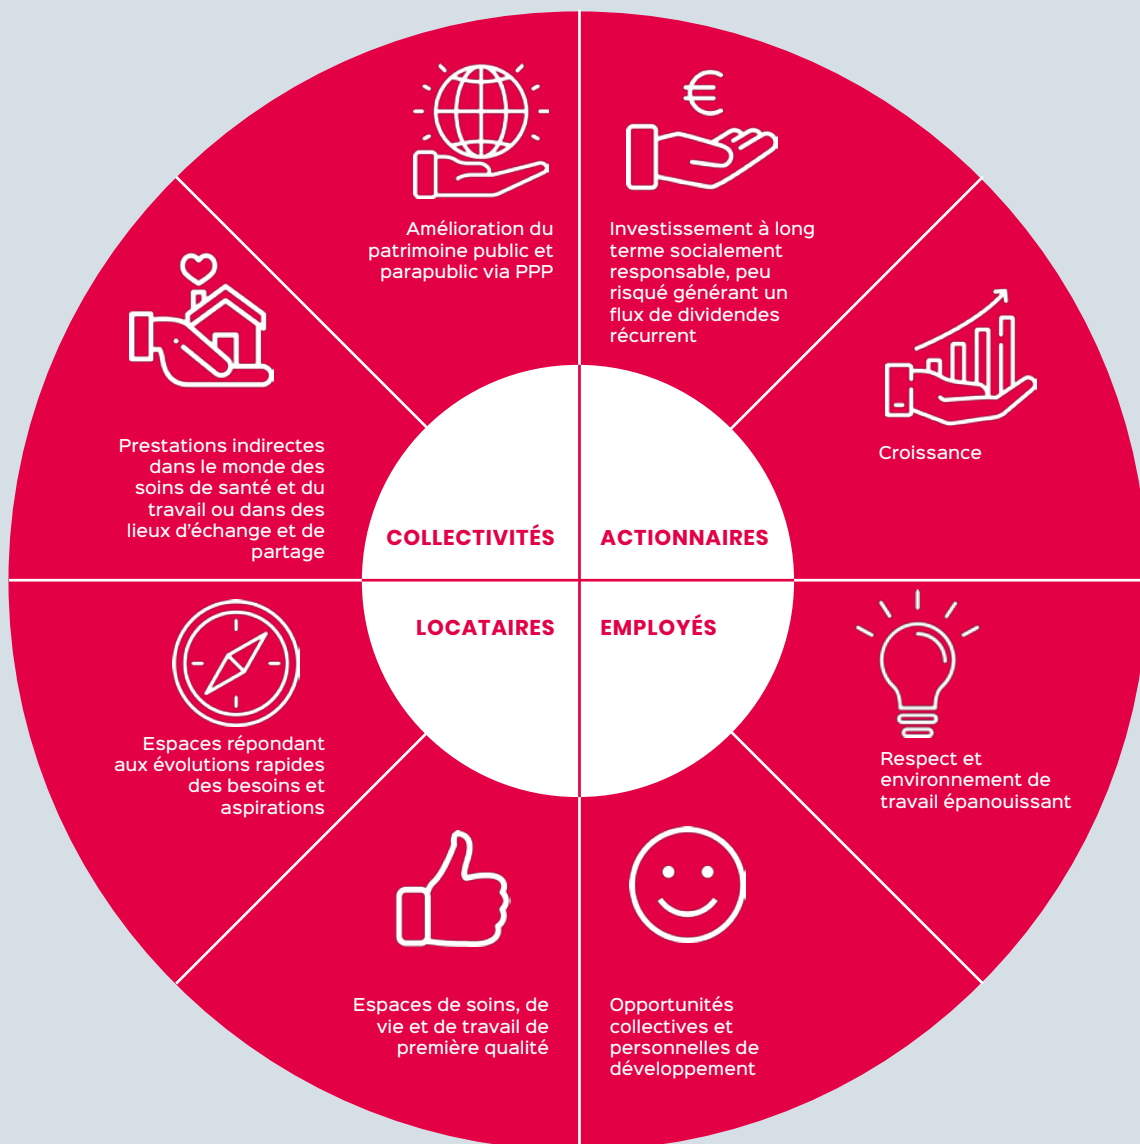 Amélioration du
patrimoine public et
parapublic via PPP
€
Investissement à long
terme socialement
responsable, peu
risqué générant un
flux de dividendes
récurrent
Prestations indirectes
dans le monde des
soins de santé et du
travail ou dans des
lieux d'échange et de
partage
Croissance
COLLECTIVITÉS
ACTIONNAIRES
LOCATAIRES
EMPLOYÉS
Espaces répondant
aux évolutions rapides
des besoins et
aspirations
Respect et
environnement de
travail épanouissant
Espaces de soins, de
vie et de travail de
première qualité
Opportunités
collectives et
personnelles de
développement